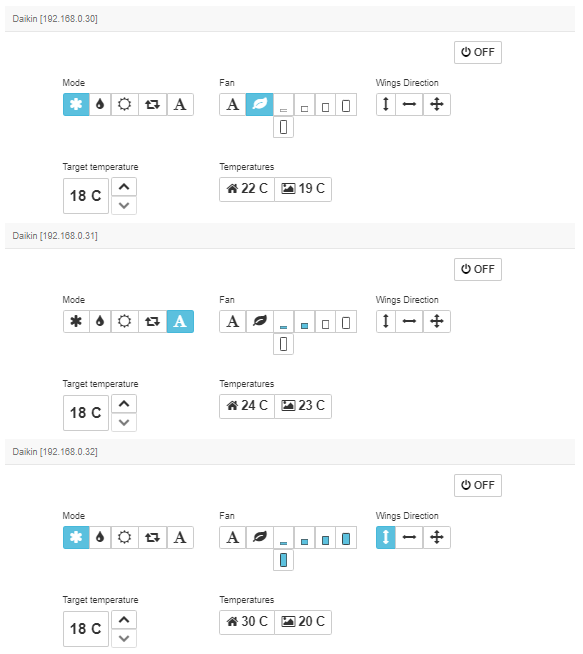 Daikin [192.168.0.30]
OFF
Mode Fan Wings Direction
A A
Target temperature Temperatures
18 C 22 C 19 C
Daikin [192.168.0.31]
OFF
Mode Fan Wings Direction
A A
Target temperature Temperatures
18 C 24 C 23 C
Daikin [192.168.0.32]
OFF
Mode Fan Wings Direction
A A
Target temperature Temperatures
18 C 30 C 20 C